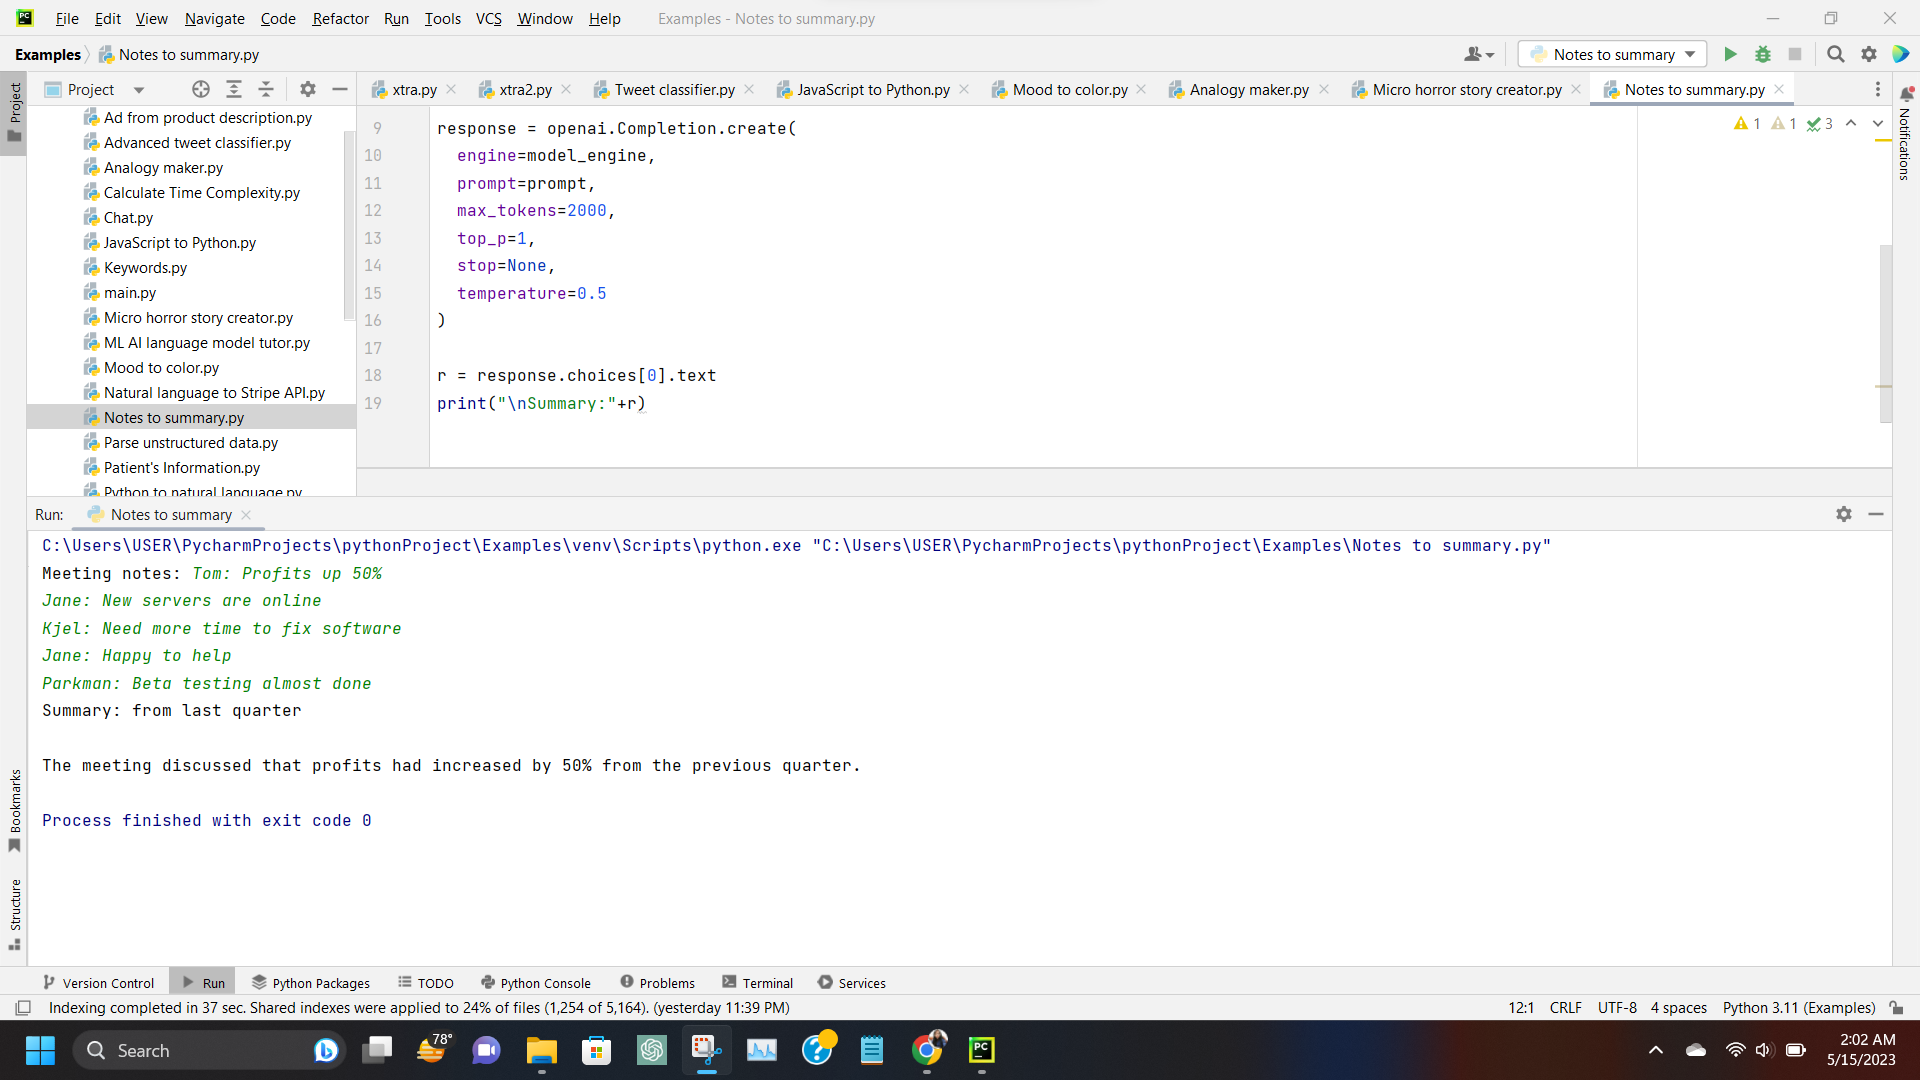 File Edit View Navigate Code Refactor Run Tools VCS Window Help Examples - Notes to summary.py
Examples Notes to summary.py Notes to summary
Project
xtra.py xtra2.py Tweet classifier.py JavaScript to Python.py Mood to color.py Analogy maker.py Micro horror story creator.py Notes to summary.py
Project
Notifications
Ad from product description.py
Advanced tweet classifier.py
Analogy maker.py
Calculate Time Complexity.py
Chat.py
JavaScript to Python.py
Keywords.py
main.py
Micro horror story creator.py
ML AI language model tutor.py
Mood to color.py
Natural language to Stripe API.py
Notes to summary.py
Parse unstructured data.py
Patient's Information.py
Python to natural language.py
1 1 3
9 response = openai.Completion.create(
10 engine=model_engine,
11 prompt=prompt,
12 max_tokens=2000,
13 top_p=1,
14 stop=None,
15 temperature=0.5
16 )
17
18 r = response.choices[0].text
19 print("\nSummary:"+r)
Run: Notes to summary
C:\Users\USER\PycharmProjects\pythonProject\Examples\venv\Scripts\python.exe "C:\Users\USER\PycharmProjects\pythonProject\Examples\Notes to summary.py"
Meeting notes: Tom: Profits up 50%
Jane: New servers are online
Kjel: Need more time to fix software
Jane: Happy to help
Parkman: Beta testing almost done
Summary: from last quarter
The meeting discussed that profits had increased by 50% from the previous quarter.
Process finished with exit code 0
Bookmarks
Structure
Version Control Run Python Packages TODO Python Console Problems Terminal Services
Indexing completed in 37 sec. Shared indexes were applied to 24% of files (1,254 of 5,164). (yesterday 11:39 PM) 12:1 CRLF UTF-8 4 spaces Python 3.11 (Examples)
Search 78° PC
2:02 AM
5/15/2023